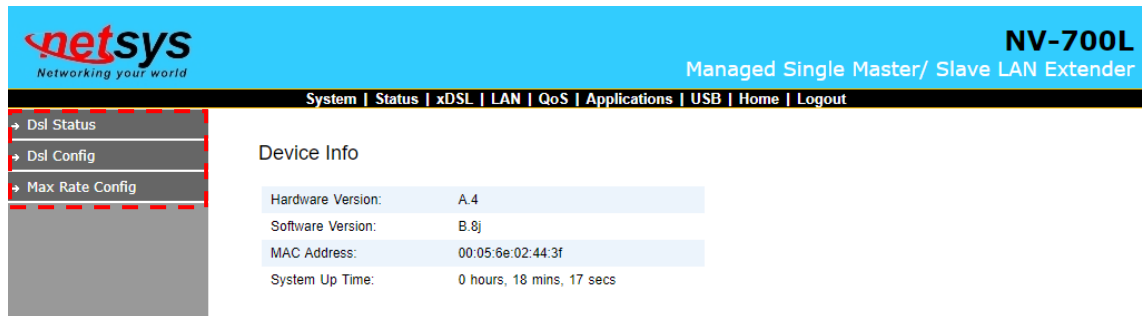 netsys
Networking your world
NV-700L
Managed Single Master/ Slave LAN Extender
System | Status | xDSL | LAN | QoS | Applications | USB | Home | Logout
Dsl Status
Dsl Config
Max Rate Config
Device Info
Hardware Version: A.4
Software Version: B.8j
MAC Address: 00:05:6e:02:44:3f
System Up Time: 0 hours, 18 mins, 17 secs